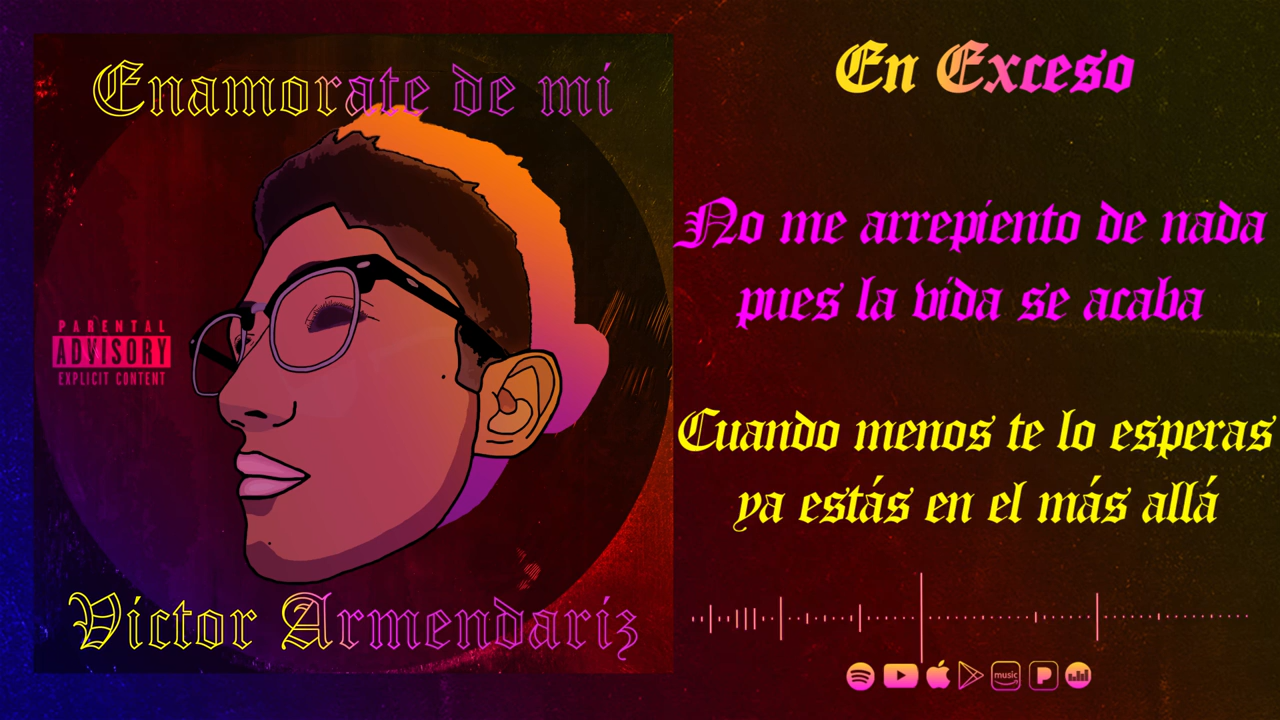 Enamorate de mi
PARENTAL
ADVISORY
EXPLICIT CONTENT
Victor Armendariz
En Exceso
No me arrepiento de nada
pues la vida se acaba
Cuando menos te lo esperas
ya estás en el más allá
music